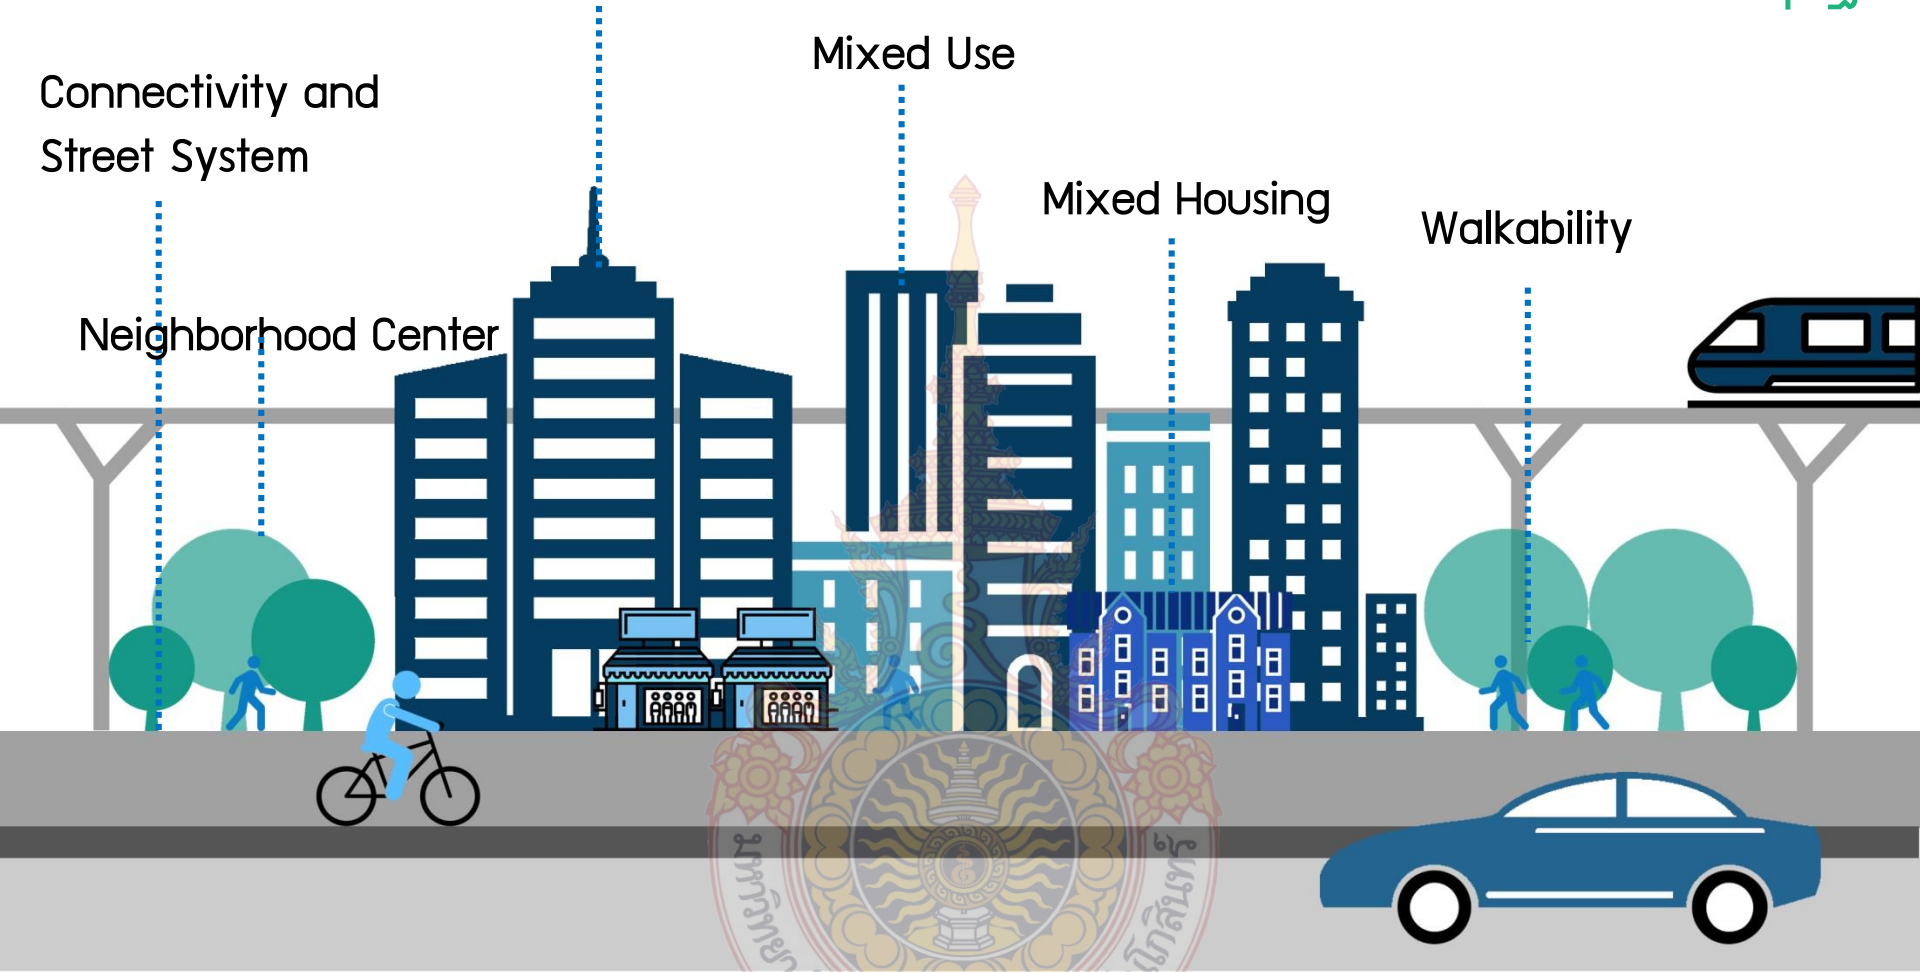 Mixed Use
Connectivity and
Street System
Mixed Housing
Walkability
Neighborhood Center